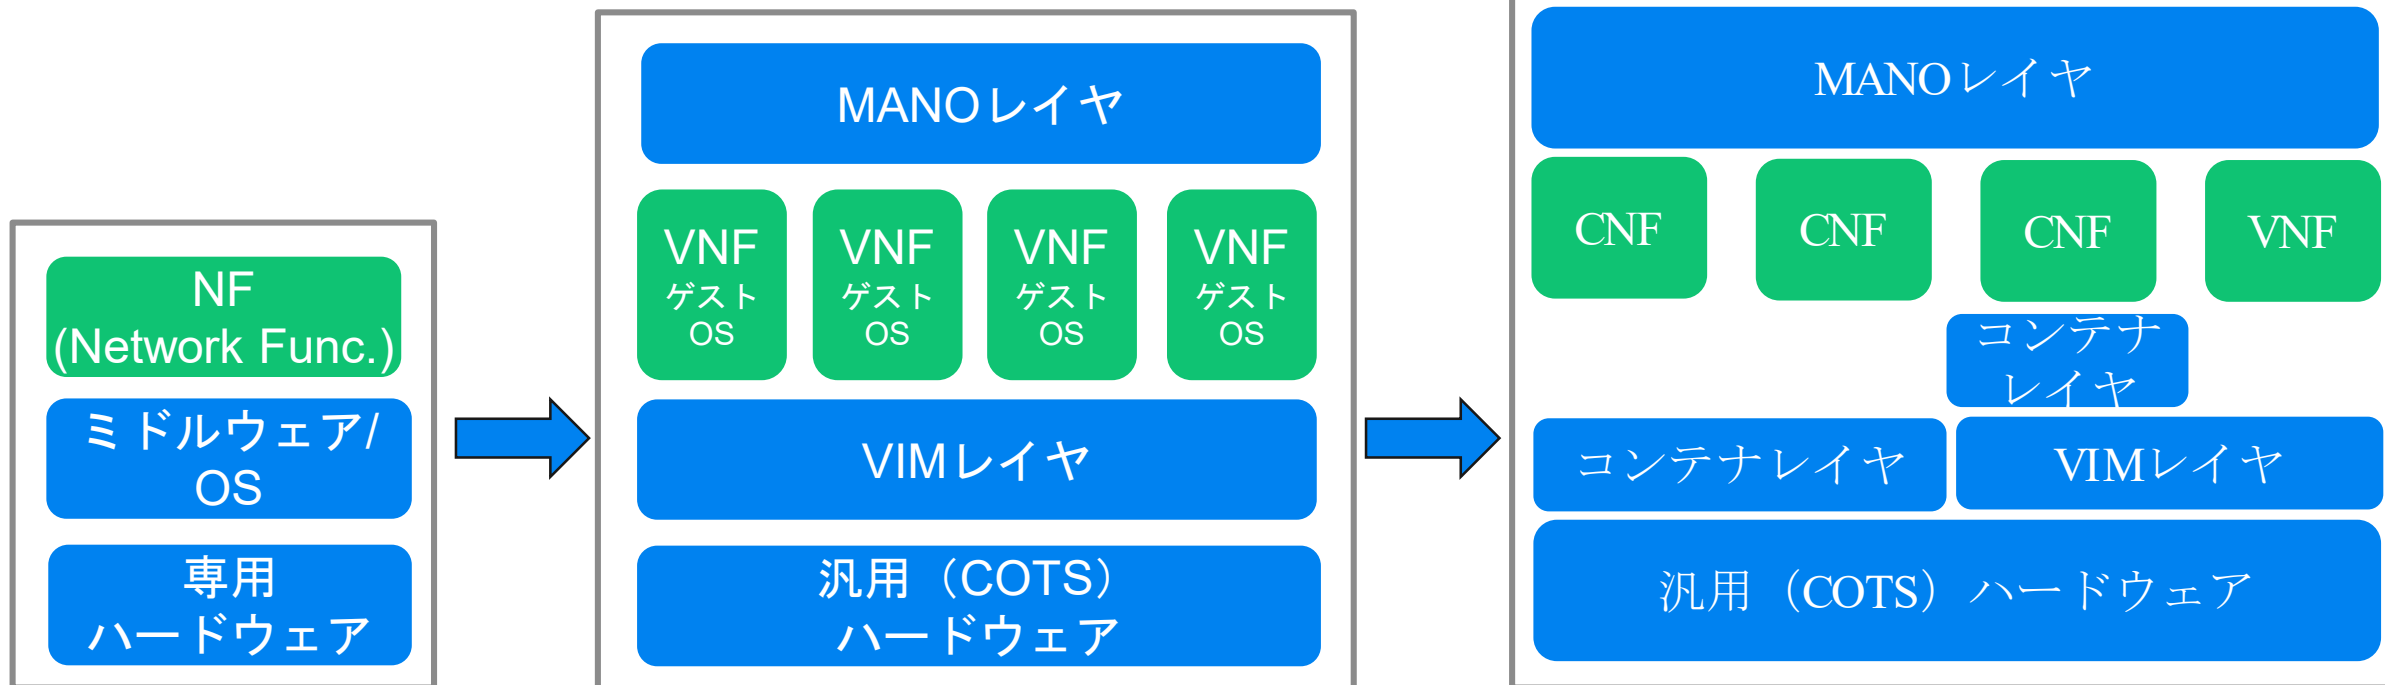 NF
(Network Func.)
ミドルウェア/
OS
専用
ハードウェア
MANOレイヤ
VNF
ゲスト
OS
VNF
ゲスト
OS
VNF
ゲスト
OS
VNF
ゲスト
OS
VIMレイヤ
汎用（COTS）
ハードウェア
MANOレイヤ
CNF
CNF
CNF
VNF
コンテナ
レイヤ
コンテナレイヤ
VIMレイヤ
汎用（COTS）ハードウェア